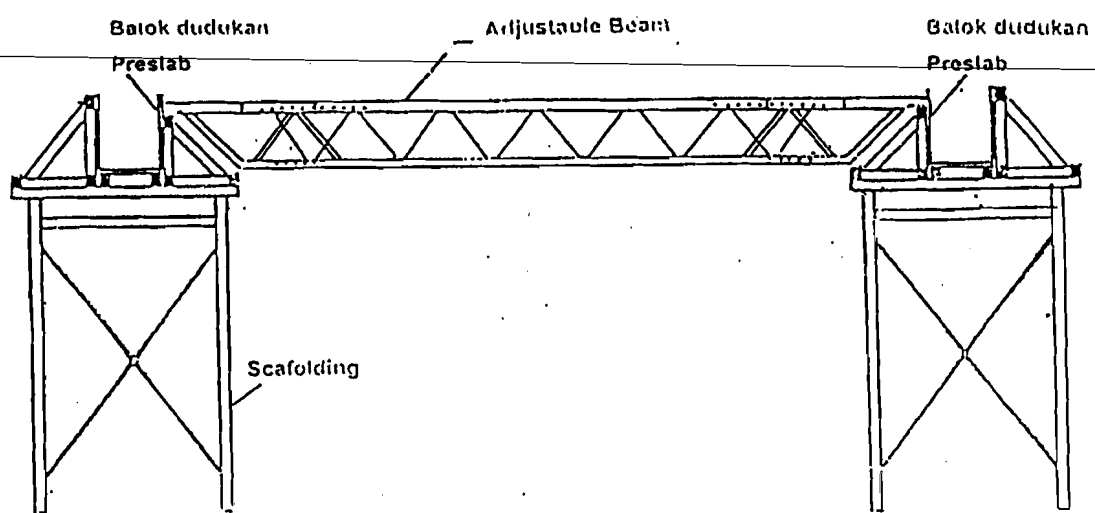 Balok dudukan
Preslab
Adjustable Beam
Balok dudukan
Preslab
Scafolding